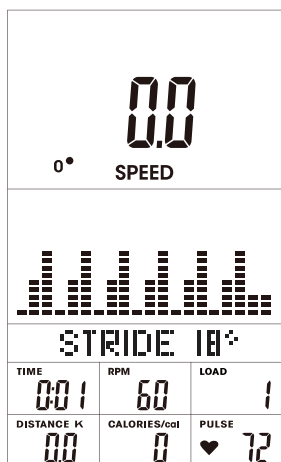 0.0
0° SPEED
STRIDE 18"
TIME RPM LOAD
0:01 60 1
DISTANCE K CALORIES/cal PULSE
0.0 0 72